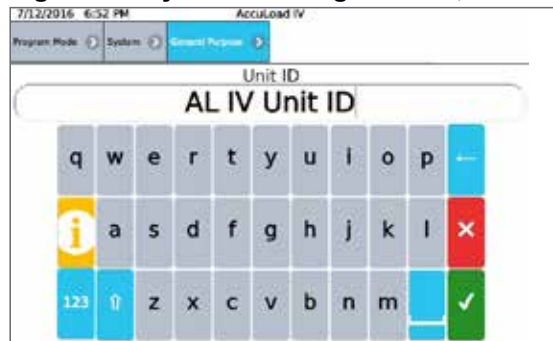 7/12/2016 6:52 PM AccuLoad IV
Program Mode System General Purpose
Unit ID
AL IV Unit ID
q w e r t y u i o p ←
i a s d f g h j k l ×
123 ⇧ z x c v b n m ✓